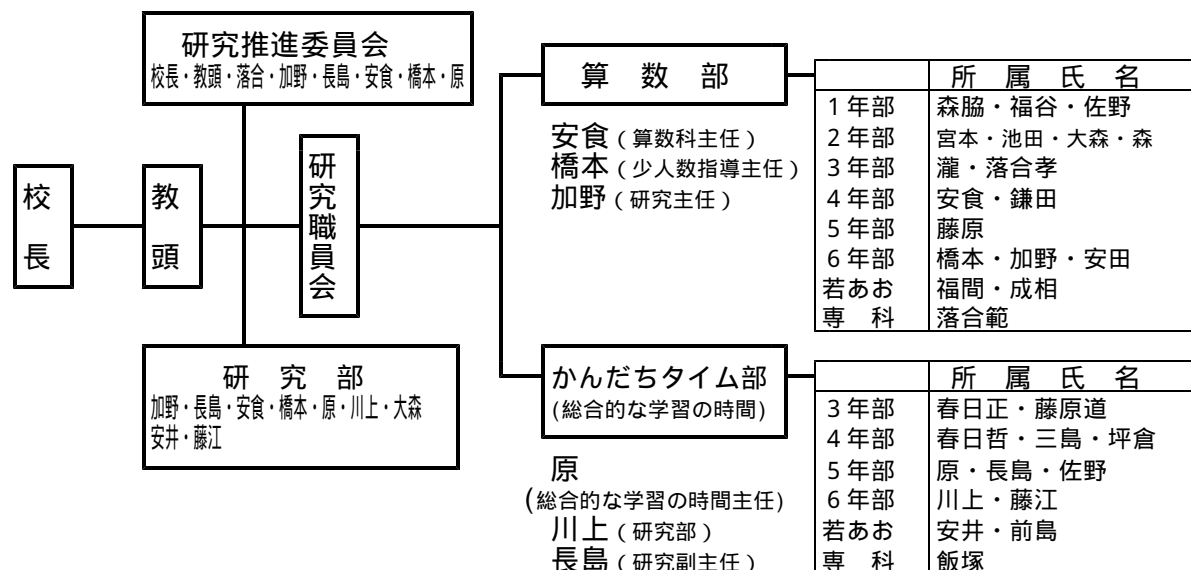 研究推進委員会
校長・教頭・落合・加野・長島・安食・橋本・原
校長
教頭
研究職員会
研 究 部
加野・長島・安食・橋本・原・川上・大森
安井・藤江
算 数 部
安食(算数科主任)
橋本(少人数指導主任)
加野(研究主任)
所 属 氏 名
1年部 森脇・福谷・佐野
2年部 宮本・池田・大森・森
3年部 瀧・落合孝
4年部 安食・鎌田
5年部 藤原
6年部 橋本・加野・安田
若あお 福間・成相
専 科 落合範
かんだちタイム部
(総合的な学習の時間)
原
(総合的な学習の時間主任)
川上(研究部)
長島(研究副主任)
所 属 氏 名
3年部 春日正・藤原道
4年部 春日哲・三島・坪倉
5年部 原・長島・佐野
6年部 川上・藤江
若あお 安井・前島
専 科 飯塚